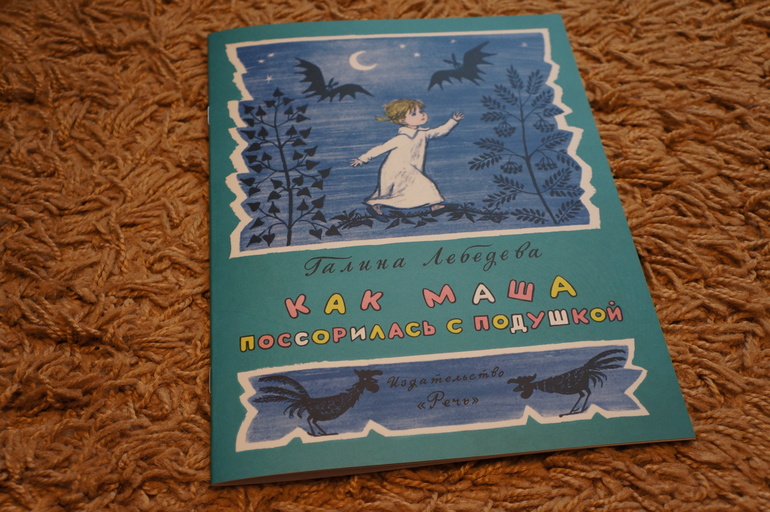 Галина Лебедева
КАК МАША
ПОССОРИЛАСЬ С ПОДУШКОЙ
Издательство
«Речь»